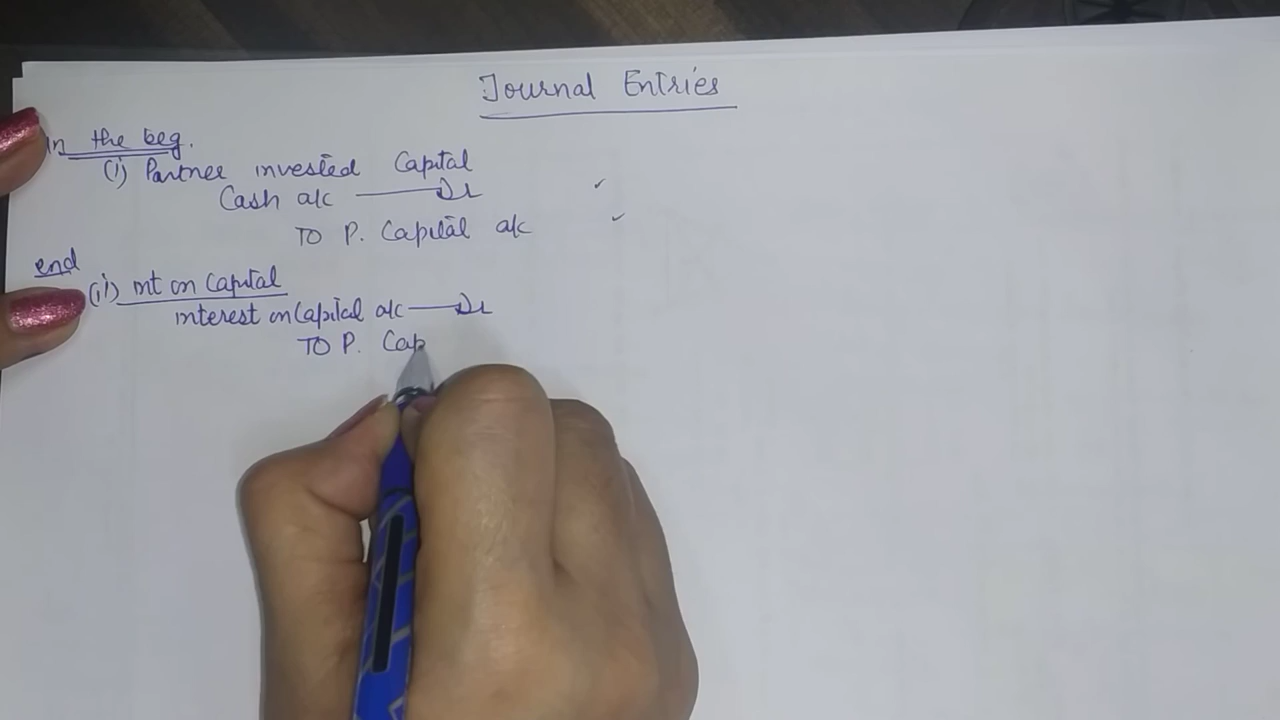 Journal Entries
In the beg.
(i) Partner invested Capital
Cash a/c Dr
To P. Capital a/c
end
(ii) int on Capital
interest on Capital a/c Dr
To P. Cap